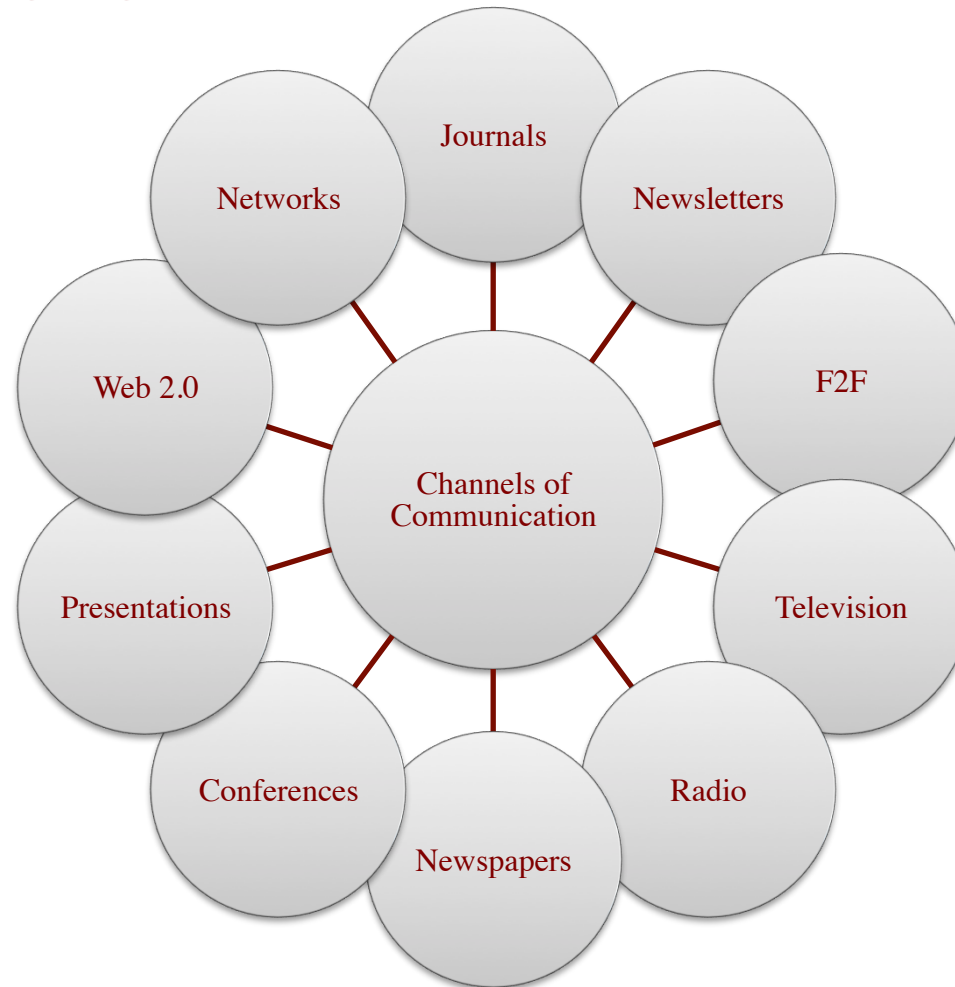 Journals
Networks
Newsletters
Web 2.0
F2F
Channels of
Communication
Presentations
Television
Conferences
Radio
Newspapers